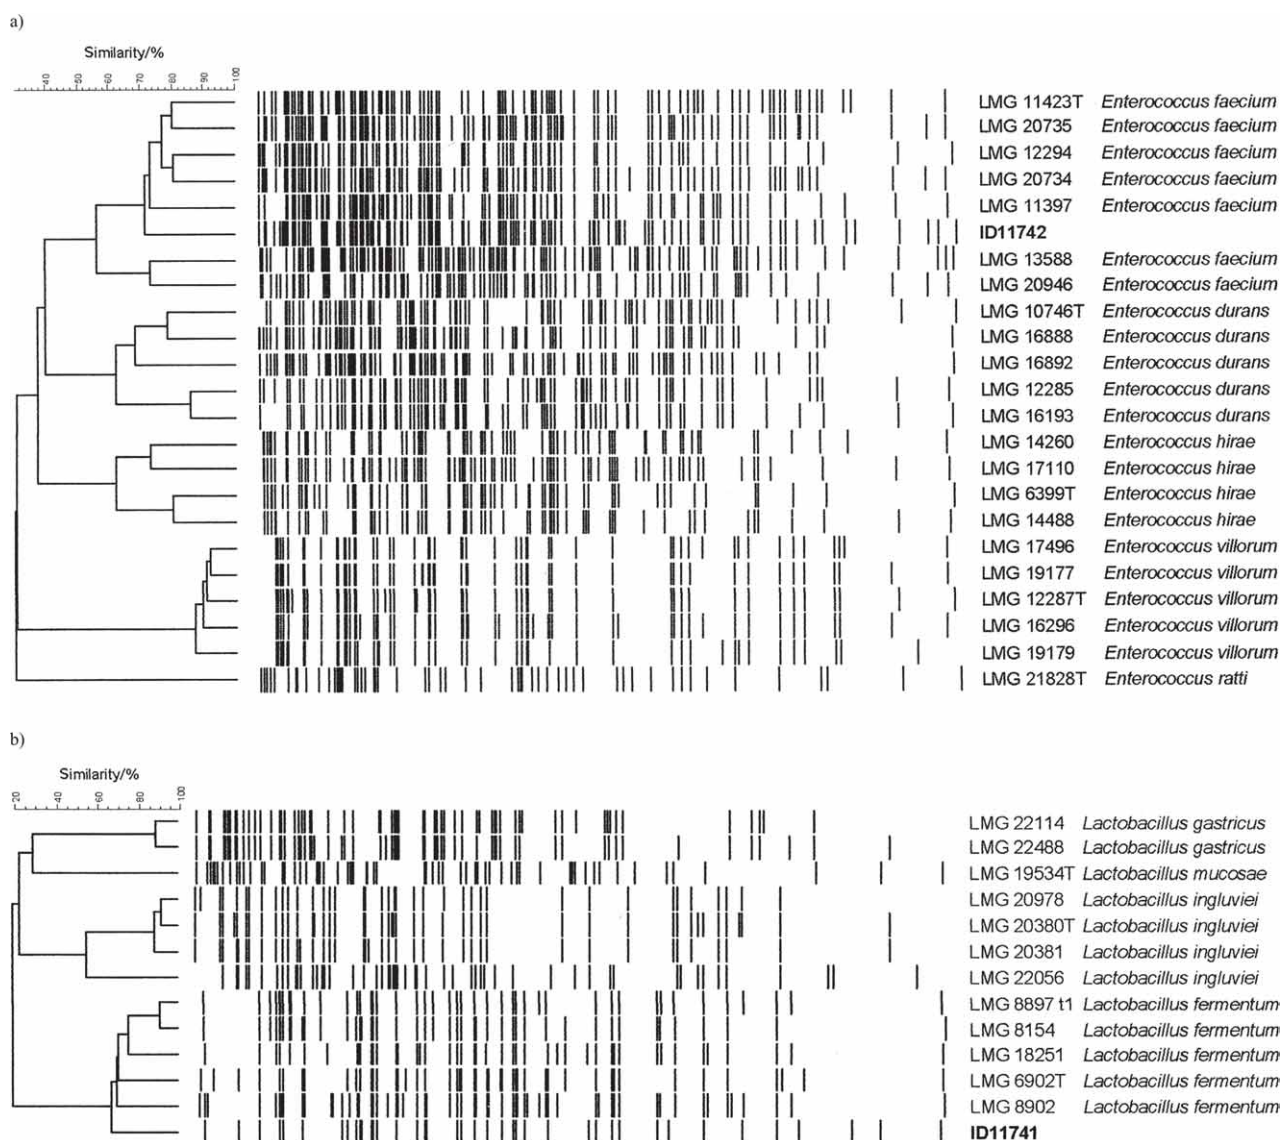 a)
Similarity/%
40 50 60 70 80 90 100
LMG 11423T Enterococcus faecium
LMG 20735 Enterococcus faecium
LMG 12294 Enterococcus faecium
LMG 20734 Enterococcus faecium
LMG 11397 Enterococcus faecium
ID11742
LMG 13588 Enterococcus faecium
LMG 20946 Enterococcus faecium
LMG 10746T Enterococcus durans
LMG 16888 Enterococcus durans
LMG 16892 Enterococcus durans
LMG 12285 Enterococcus durans
LMG 16193 Enterococcus durans
LMG 14260 Enterococcus hirae
LMG 17110 Enterococcus hirae
LMG 6399T Enterococcus hirae
LMG 14488 Enterococcus hirae
LMG 17496 Enterococcus villorum
LMG 19177 Enterococcus villorum
LMG 12287T Enterococcus villorum
LMG 16296 Enterococcus villorum
LMG 19179 Enterococcus villorum
LMG 21828T Enterococcus ratti
b)
Similarity/%
20 40 60 80 100
LMG 22114 Lactobacillus gastricus
LMG 22488 Lactobacillus gastricus
LMG 19534T Lactobacillus mucosae
LMG 20978 Lactobacillus ingluviei
LMG 20380T Lactobacillus ingluviei
LMG 20381 Lactobacillus ingluviei
LMG 22056 Lactobacillus ingluviei
LMG 8897 t1 Lactobacillus fermentum
LMG 8154 Lactobacillus fermentum
LMG 18251 Lactobacillus fermentum
LMG 6902T Lactobacillus fermentum
LMG 8902 Lactobacillus fermentum
ID11741